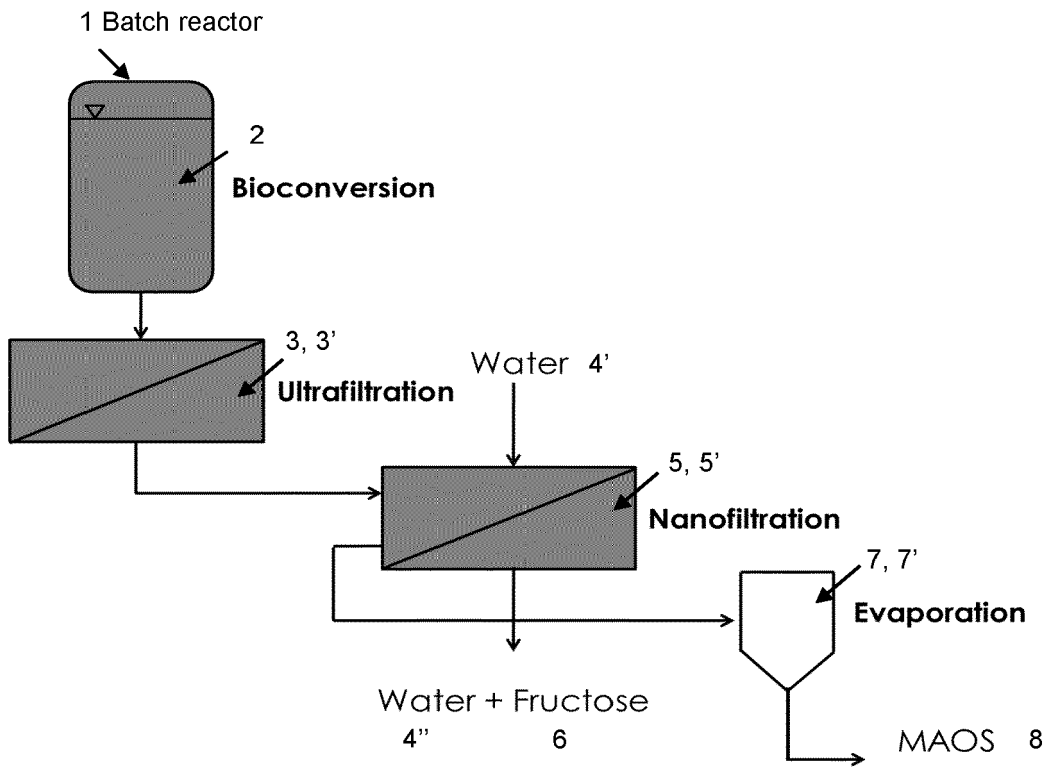 1 Batch reactor
2
Bioconversion
3, 3’
Ultrafiltration
Water 4’
5, 5’
Nanofiltration
7, 7’
Evaporation
Water + Fructose
4’’ 6
MAOS 8